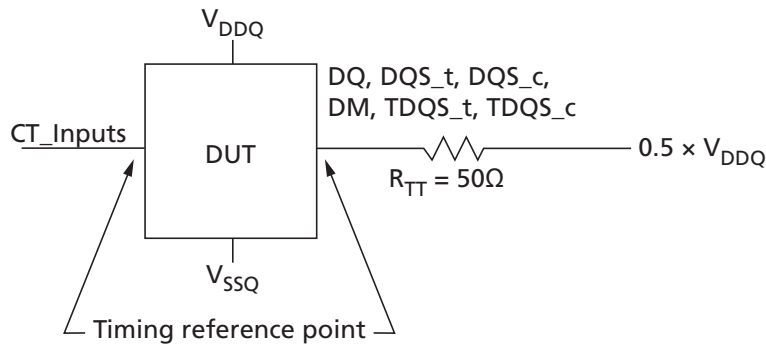 V_DDQ
DQ, DQS_t, DQS_c,
DM, TDQS_t, TDQS_c
CT_Inputs
DUT
0.5 × V_DDQ
R_TT = 50Ω
V_SSQ
Timing reference point